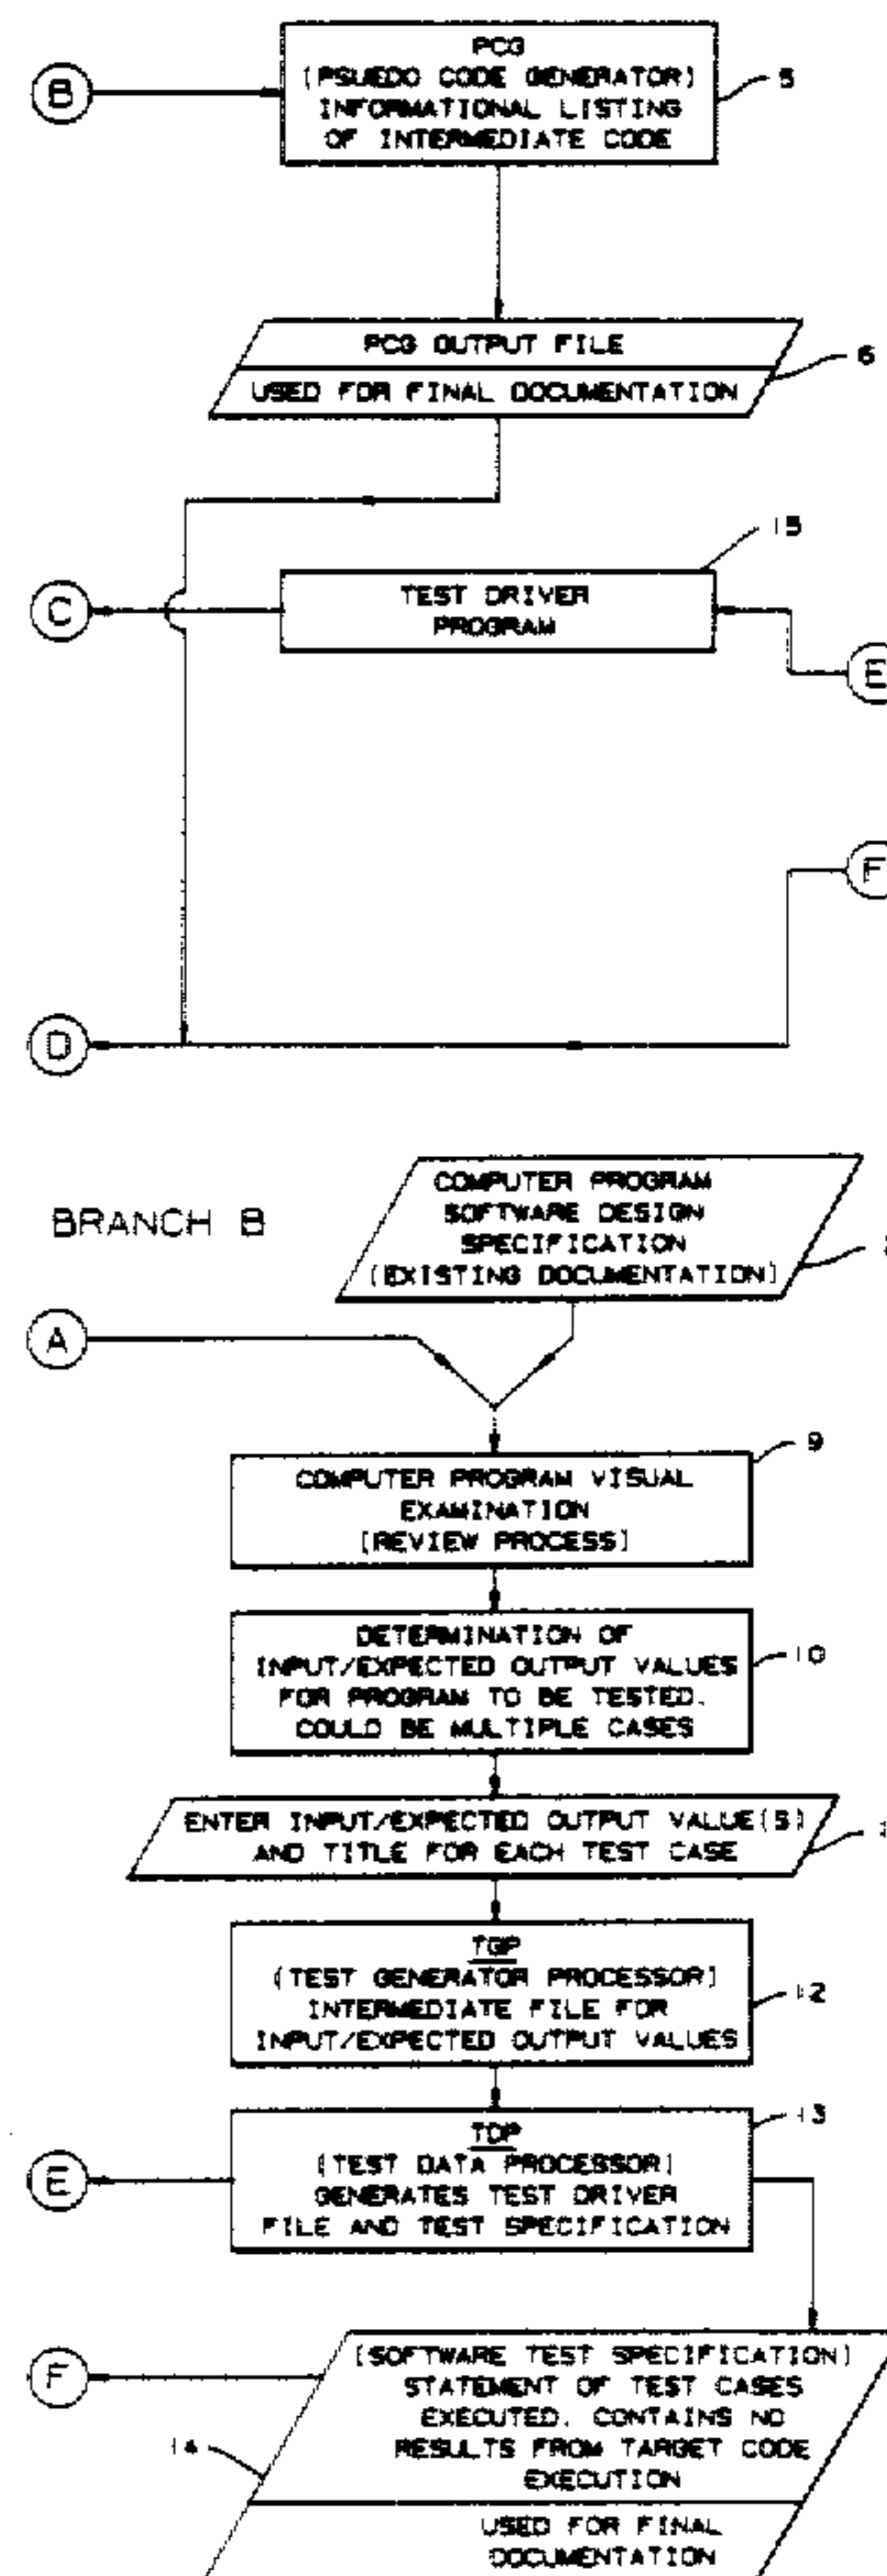 B
PCG
(PSUEDO CODE GENERATOR)
INFORMATIONAL LISTING
OF INTERMEDIATE CODE
5
PCG OUTPUT FILE
USED FOR FINAL DOCUMENTATION
6
15
C
TEST DRIVER
PROGRAM
E
F
D
BRANCH B
COMPUTER PROGRAM
SOFTWARE DESIGN
SPECIFICATION
(EXISTING DOCUMENTATION)
A
9
COMPUTER PROGRAM VISUAL
EXAMINATION
(REVIEW PROCESS)
DETERMINATION OF
INPUT/EXPECTED OUTPUT VALUES
FOR PROGRAM TO BE TESTED.
COULD BE MULTIPLE CASES
10
ENTER INPUT/EXPECTED OUTPUT VALUE(S)
AND TITLE FOR EACH TEST CASE
TGP
(TEST GENERATOR PROCESSOR)
INTERMEDIATE FILE FOR
INPUT/EXPECTED OUTPUT VALUES
12
13
E
TDP
(TEST DATA PROCESSOR)
GENERATES TEST DRIVER
FILE AND TEST SPECIFICATION
F
(SOFTWARE TEST SPECIFICATION)
STATEMENT OF TEST CASES
EXECUTED. CONTAINS NO
RESULTS FROM TARGET CODE
EXECUTION
14
USED FOR FINAL
DOCUMENTATION